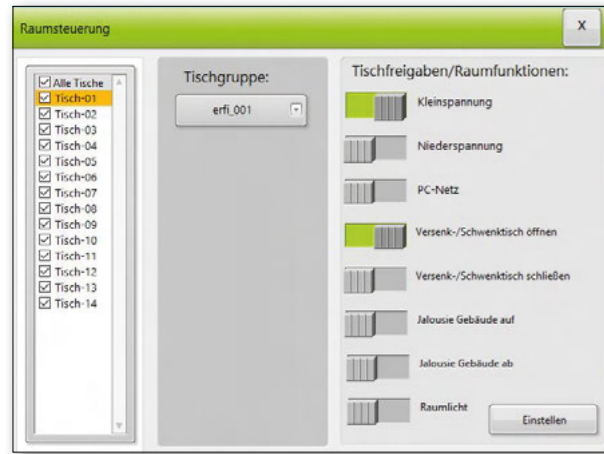 Raumsteuerung
X
Alle Tische
Tisch-01
Tisch-02
Tisch-03
Tisch-04
Tisch-05
Tisch-06
Tisch-07
Tisch-08
Tisch-09
Tisch-10
Tisch-11
Tisch-12
Tisch-13
Tisch-14
Tischgruppe:
erfi_001
Tischfreigaben/Raumfunktionen:
Kleinspannung
Niederspannung
PC-Netz
Versenk-/Schwenktisch öffnen
Versenk-/Schwenktisch schließen
Jalousie Gebäude auf
Jalousie Gebäude ab
Raumlicht
Einstellen